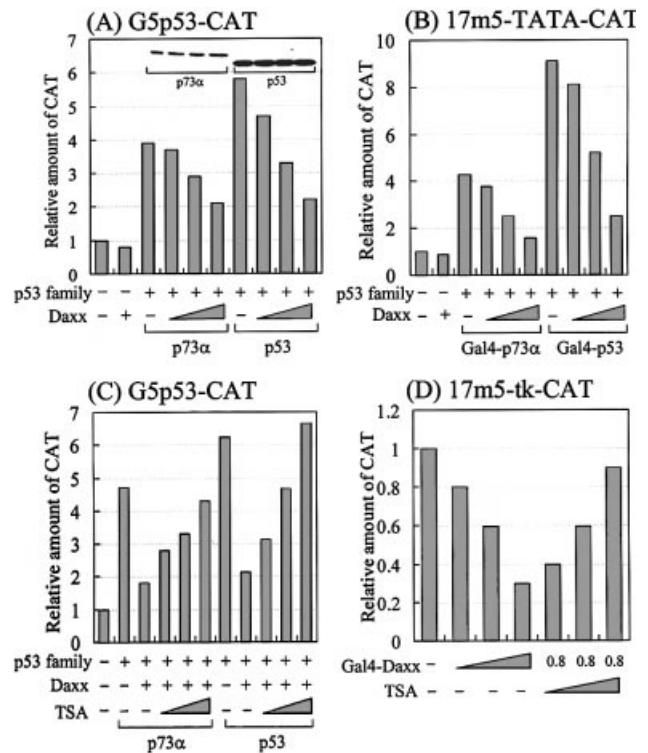 (A) G5p53-CAT
Relative amount of CAT
7
6
5
4
3
2
1
0
p73α p53
p53 family – – + + + + + + + +
Daxx – + – –
p73α p53
(B) 17m5-TATA-CAT
Relative amount of CAT
10
8
6
4
2
0
p53 family – – + + + + + + + +
Daxx – + – –
Gal4-p73α Gal4-p53
(C) G5p53-CAT
Relative amount of CAT
7
6
5
4
3
2
1
0
p53 family – + + + + + + + + + +
Daxx – – + + + + – + + + +
TSA – – – – –
p73α p53
(D) 17m5-tk-CAT
Relative amount of CAT
1.2
1
0.8
0.6
0.4
0.2
0
Gal4-Daxx – 0.8 0.8 0.8
TSA – – – –